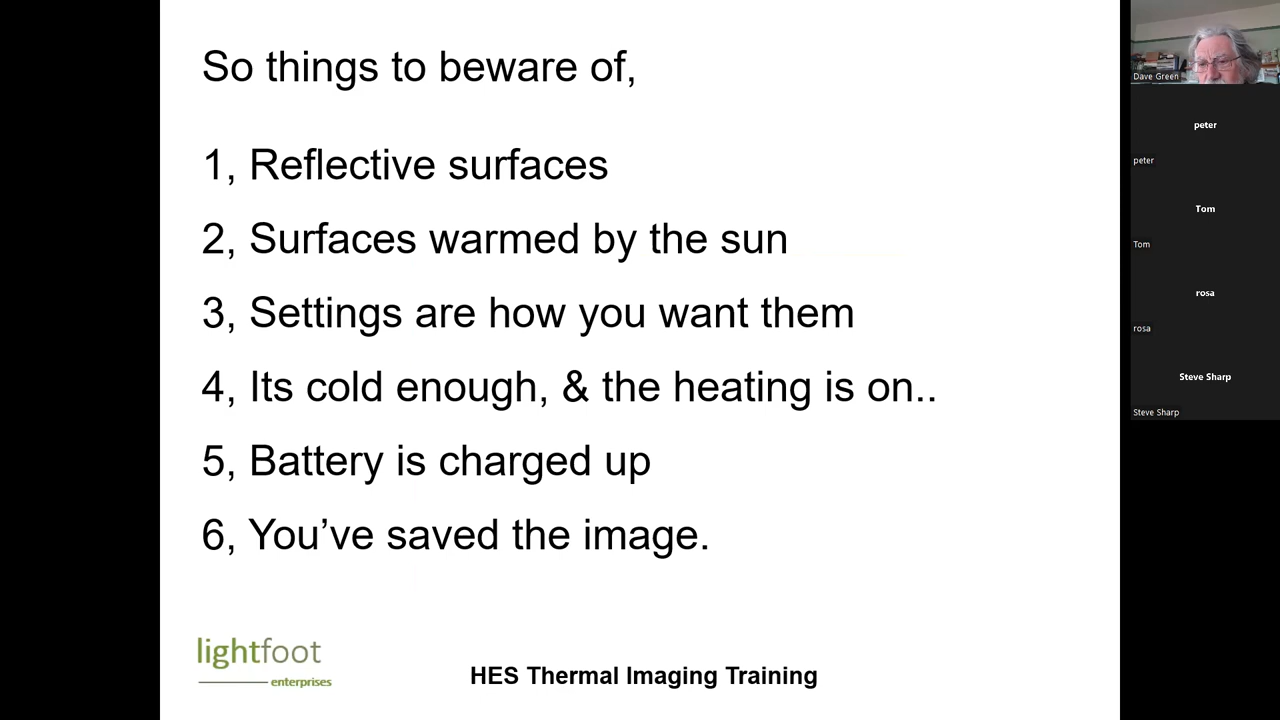 So things to beware of,
1, Reflective surfaces
2, Surfaces warmed by the sun
3, Settings are how you want them
4, Its cold enough, & the heating is on..
5, Battery is charged up
6, You’ve saved the image.
lightfoot
enterprises
HES Thermal Imaging Training
Dave Green
peter
peter
Tom
Tom
rosa
rosa
Steve Sharp
Steve Sharp